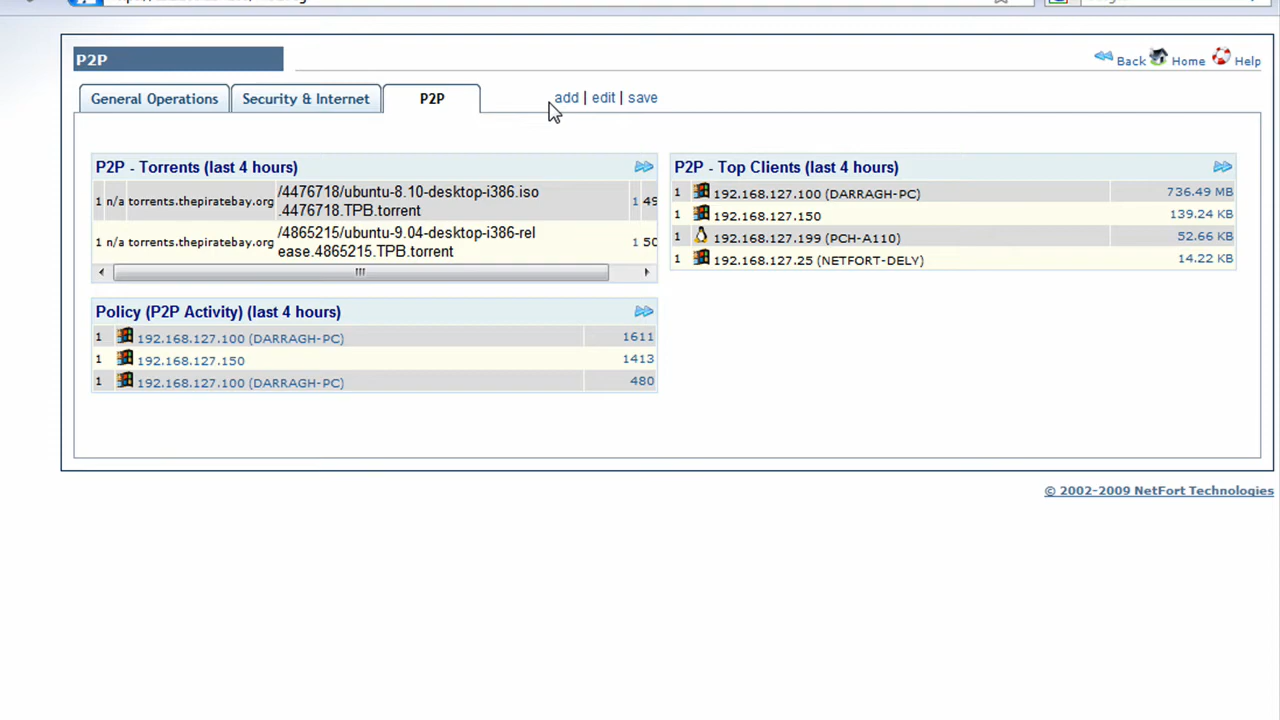 P2P
Back Home Help
General Operations Security & Internet P2P add | edit | save
P2P - Torrents (last 4 hours)
1 n/a torrents.thepiratebay.org /4476718/ubuntu-8.10-desktop-i386.iso
.4476718.TPB.torrent 1 49
1 n/a torrents.thepiratebay.org /4865215/ubuntu-9.04-desktop-i386-rel
ease.4865215.TPB.torrent 1 50
Policy (P2P Activity) (last 4 hours)
1 192.168.127.100 (DARRAGH-PC) 1611
1 192.168.127.150 1413
1 192.168.127.100 (DARRAGH-PC) 480
P2P - Top Clients (last 4 hours)
1 192.168.127.100 (DARRAGH-PC) 736.49 MB
1 192.168.127.150 139.24 KB
1 192.168.127.199 (PCH-A110) 52.66 KB
1 192.168.127.25 (NETFORT-DELY) 14.22 KB
© 2002-2009 NetFort Technologies